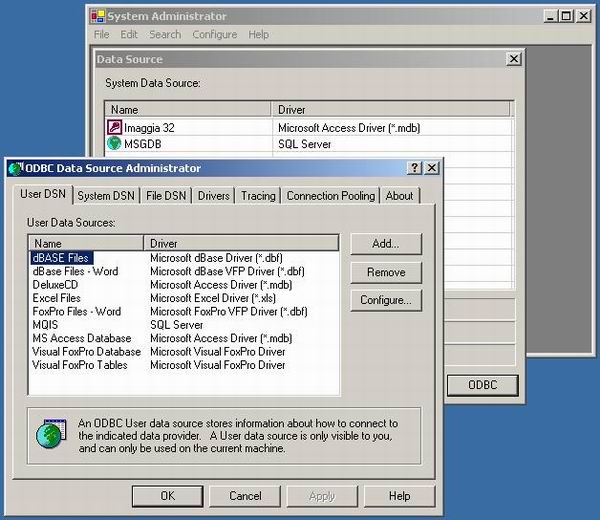 System Administrator
File Edit Search Configure Help
Data Source
System Data Source:
Name Driver
Imaggia 32 Microsoft Access Driver (*.mdb)
MSGDB SQL Server
ODBC Data Source Administrator
User DSN System DSN File DSN Drivers Tracing Connection Pooling About
User Data Sources:
Name Driver
dBASE Files Microsoft dBase Driver (*.dbf)
dBase Files - Word Microsoft dBase VFP Driver (*.dbf)
DeluxeCD Microsoft Access Driver (*.mdb)
Excel Files Microsoft Excel Driver (*.xls)
FoxPro Files - Word Microsoft FoxPro VFP Driver (*.dbf)
MQIS SQL Server
MS Access Database Microsoft Access Driver (*.mdb)
Visual FoxPro Database Microsoft Visual FoxPro Driver
Visual FoxPro Tables Microsoft Visual FoxPro Driver
Add...
Remove
Configure...
ODBC
An ODBC User data source stores information about how to connect
to the indicated data provider. A User data source is only visible to you,
and can only be used on the current machine.
OK Cancel Apply Help